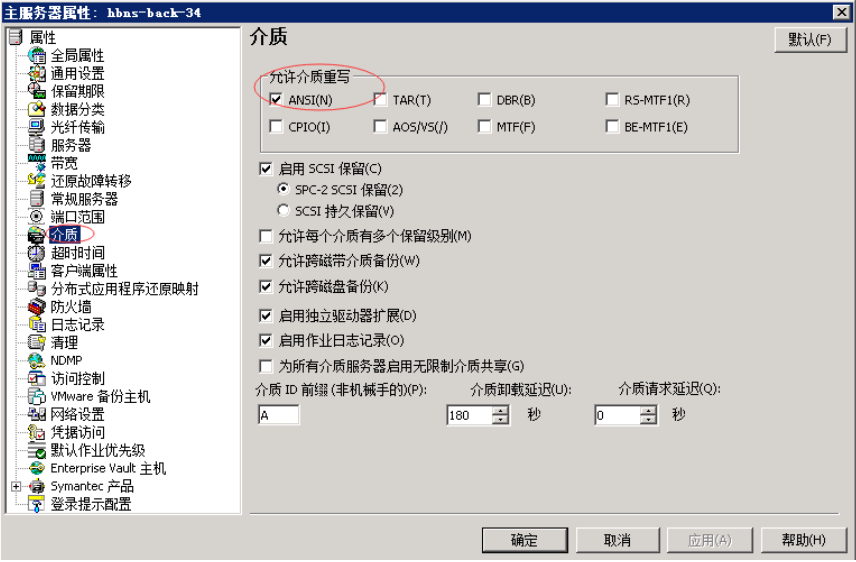 主服务器属性: hbns-back-34
属性
全局属性
通用设置
保留期限
数据分类
光纤传输
服务器
带宽
还原故障转移
常规服务器
端口范围
介质
超时时间
客户端属性
分布式应用程序还原映射
防火墙
日志记录
清理
NDMP
访问控制
VMware 备份主机
网络设置
凭据访问
默认作业优先级
Enterprise Vault 主机
Symantec 产品
登录提示配置
介质
默认(F)
允许介质重写
ANSI(N) TAR(T) DBR(B) RS-MTF1(R)
CPIO(I) AOS/VS(/) MTF(F) BE-MTF1(E)
启用 SCSI 保留(C)
SPC-2 SCSI 保留(2)
SCSI 持久保留(V)
允许每个介质有多个保留级别(M)
允许跨磁带介质备份(W)
允许跨磁盘备份(K)
启用独立驱动器扩展(D)
启用作业日志记录(O)
为所有介质服务器启用无限制介质共享(G)
介质 ID 前缀(非机械手的)(P): 介质卸载延迟(U): 介质请求延迟(Q):
A 180 秒 0 秒
确定 取消 应用(A) 帮助(H)